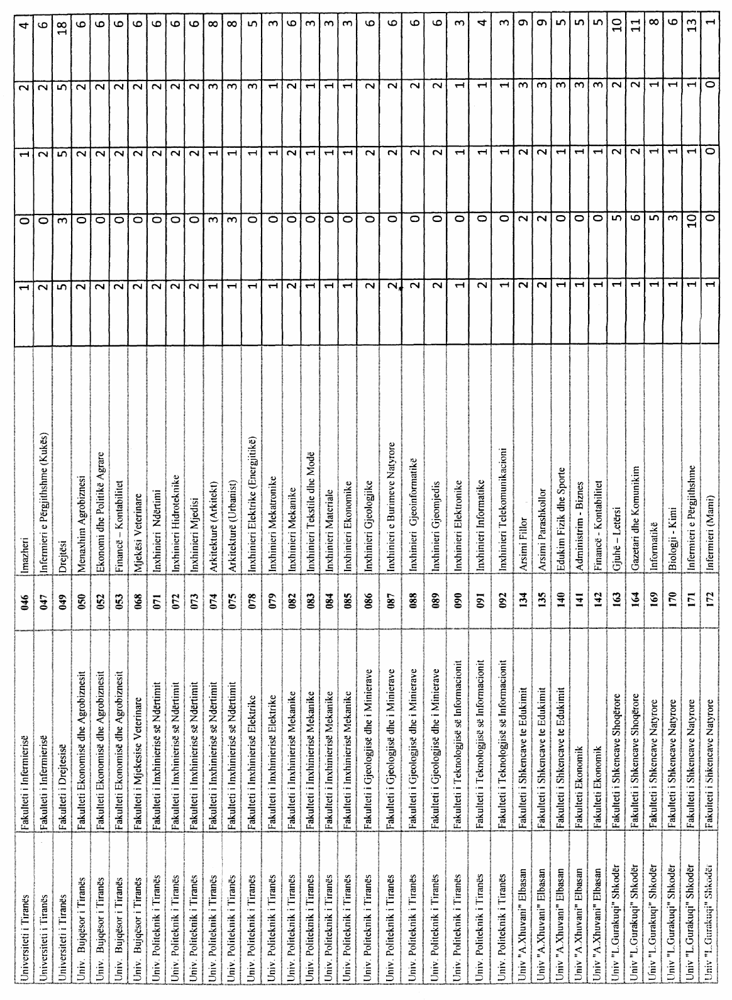 Universiteti i Tiranës Fakulteti i Infermierisë 046 Imazheri 1 0 1 2 4
Universiteti i Tiranës Fakulteti i Infermierisë 047 Infermieri e Përgjithshme (Kukës) 2 0 2 2 6
Universiteti i Tiranës Fakulteti i Drejtesisë 049 Drejtësi 5 3 5 5 18
Univ. Bujqësor i Tiranës Fakulteti Ekonomisë dhe Agrobiznesit 050 Menaxhim Agrobiznesi 2 0 2 2 6
Univ. Bujqësor i Tiranës Fakulteti Ekonomisë dhe Agrobiznesit 052 Ekonomi dhe Politikë Agrare 2 0 2 2 6
Univ. Bujqësor i Tiranës Fakulteti Ekonomisë dhe Agrobiznesit 053 Financë – Kontabilitet 2 0 2 2 6
Univ. Bujqësor i Tiranës Fakulteti i Mjekesise Veterinare 068 Mjekësi Veterinare 2 0 2 2 6
Univ. Politeknik i Tiranës Fakulteti i Inxhinierisë së Ndërtimit 071 Inxhinieri Ndërtimi 2 0 2 2 6
Univ. Politeknik i Tiranës Fakulteti i Inxhinierisë së Ndërtimit 072 Inxhinieri Hidroteknike 2 0 2 2 6
Univ. Politeknik i Tiranës Fakulteti i Inxhinierisë së Ndërtimit 073 Inxhinieri Mjedisi 2 0 2 2 6
Univ. Politeknik i Tiranës Fakulteti i Inxhinierisë së Ndërtimit 074 Arkitekturë (Arkitekt) 1 3 1 3 8
Univ. Politeknik i Tiranës Fakulteti i Inxhinierisë së Ndërtimit 075 Arkitekturë (Urbanist) 1 3 1 3 8
Univ. Politeknik i Tiranës Fakulteti i Inxhinierisë Elektrike 078 Inxhinieri Elektrike (Energjitikë) 1 0 1 3 5
Univ. Politeknik i Tiranës Fakulteti i Inxhinierisë Elektrike 079 Inxhinieri Mekatronike 1 0 1 1 3
Univ. Politeknik i Tiranës Fakulteti i Inxhinierisë Mekanike 082 Inxhinieri Mekanike 2 0 2 2 6
Univ. Politeknik i Tiranës Fakulteti i Inxhinierisë Mekanike 083 Inxhinieri Tekstile dhe Modë 1 0 1 1 3
Univ. Politeknik i Tiranës Fakulteti i Inxhinierisë Mekanike 084 Inxhinieri Materiale 1 0 1 1 3
Univ. Politeknik i Tiranës Fakulteti i Inxhinierisë Mekanike 085 Inxhinieri Ekonomike 1 0 1 1 3
Univ. Politeknik i Tiranës Fakulteti i Gjeologjisë dhe i Minierave 086 Inxhinieri Gjeologjike 2 0 2 2 6
Univ. Politeknik i Tiranës Fakulteti i Gjeologjisë dhe i Minierave 087 Inxhinieri e Burimeve Natyrore 2 0 2 2 6
Univ. Politeknik i Tiranës Fakulteti i Gjeologjisë dhe i Minierave 088 Inxhinieri Gjeoinformatikë 2 0 2 2 6
Univ. Politeknik i Tiranës Fakulteti i Gjeologjisë dhe i Minierave 089 Inxhinieri Gjeomjedis 2 0 2 2 6
Univ. Politeknik i Tiranës Fakulteti i Teknologjisë së Informacionit 090 Inxhinieri Elektronike 1 0 1 1 3
Univ. Politeknik i Tiranës Fakulteti i Teknologjisë së Informacionit 091 Inxhinieri Informatike 2 0 1 1 4
Univ. Politeknik i Tiranës Fakulteti i Teknologjisë së Informacionit 092 Inxhinieri Telekomunikacioni 1 0 1 1 3
Univ "A.Xhuvani" Elbasan Fakulteti i Shkencave te Edukimit 134 Arsimi Fillor 2 2 2 3 9
Univ "A.Xhuvani" Elbasan Fakulteti i Shkencave te Edukimit 135 Arsimi Parashkollor 2 2 2 3 9
Univ "A.Xhuvani" Elbasan Fakulteti i Shkencave te Edukimit 140 Edukim Fizik dhe Sporte 1 0 1 3 5
Univ "A.Xhuvani" Elbasan Fakulteti Ekonomik 141 Administrim - Biznes 1 0 1 3 5
Univ "A.Xhuvani" Elbasan Fakulteti Ekonomik 142 Financë - Kontabilitet 1 0 1 3 5
Univ "L.Gurakuqi" Shkodër Fakulteti i Shkencave Shoqërore 163 Gjuhë – Letërsi 1 5 2 2 10
Univ "L.Gurakuqi" Shkodër Fakulteti i Shkencave Shoqërore 164 Gazetari dhe Komunikim 1 6 2 2 11
Univ "L.Gurakuqi" Shkodër Fakulteti i Shkencave Natyrore 169 Informatikë 1 5 1 1 8
Univ "L.Gurakuqi" Shkodër Fakulteti i Shkencave Natyrore 170 Biologji - Kimi 1 3 1 1 6
Univ "L.Gurakuqi" Shkodër Fakulteti i Shkencave Natyrore 171 Infermieri e Përgjithshme 1 10 1 1 13
Univ "L.Gurakuqi" Shkodër Fakulteti i Shkencave Natyrore 172 Infermieri (Mami) 1 0 0 0 1